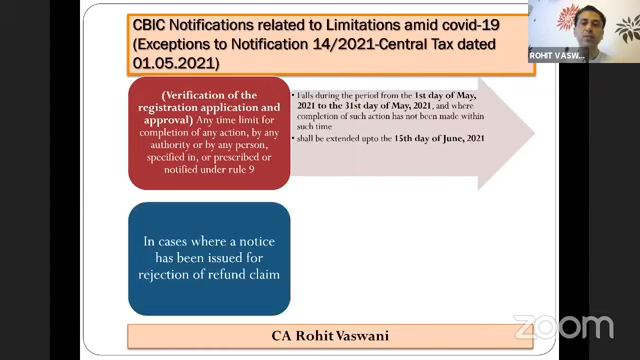 CBIC Notifications related to Limitations amid covid-19
(Exceptions to Notification 14/2021-Central Tax dated
01.05.2021)
ROHIT VASW...
(Verification of the
registration application and
approval) Any time limit for
completion of any action, by any
authority or by any person,
specified in, or prescribed or
notified under rule 9
• Falls during the period from the 1st day of May,
2021 to the 31st day of May, 2021, and where
completion of such action has not been made within
such time
• shall be extended upto the 15th day of June, 2021
In cases where a notice
has been issued for
rejection of refund claim
CA Rohit Vaswani
zoom